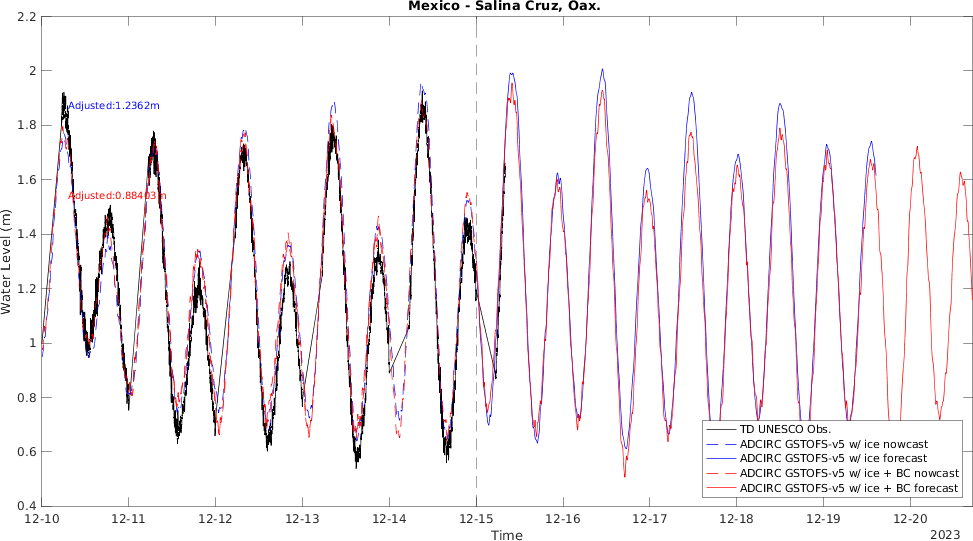 Mexico - Salina Cruz, Oax.
2.2
2
1.8
1.6
1.4
1.2
1
0.8
0.6
0.4
Water Level (m)
Adjusted:1.2362m
Adjusted:0.88403m
TD UNESCO Obs.
ADCIRC GSTOFS-v5 w/ ice nowcast
ADCIRC GSTOFS-v5 w/ ice forecast
ADCIRC GSTOFS-v5 w/ ice + BC nowcast
ADCIRC GSTOFS-v5 w/ ice + BC forecast
12-10 12-11 12-12 12-13 12-14 12-15 12-16 12-17 12-18 12-19 12-20
Time
2023